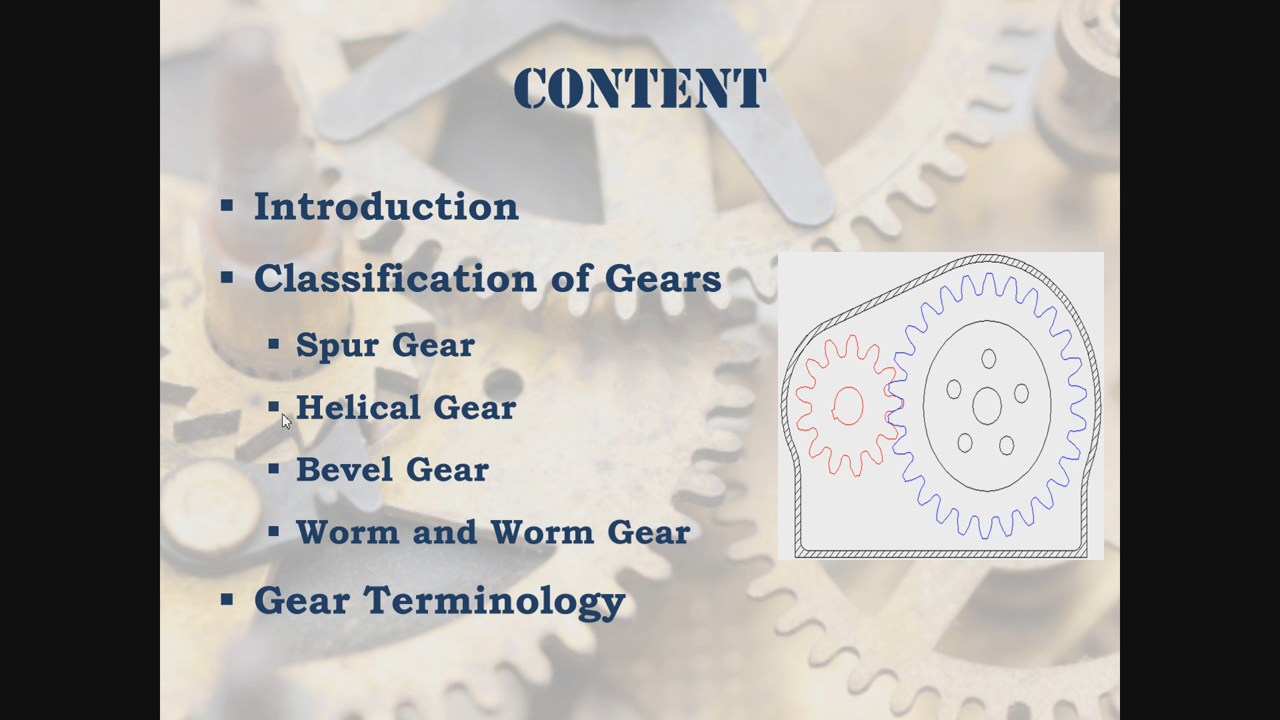 CONTENT
▪ Introduction
▪ Classification of Gears
▪ Spur Gear
▪ Helical Gear
▪ Bevel Gear
▪ Worm and Worm Gear
▪ Gear Terminology